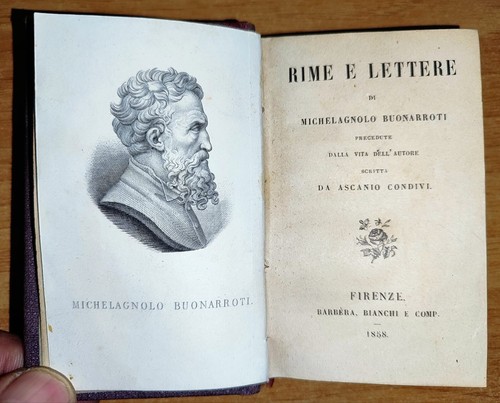 MICHELAGNOLO BUONARROTI.
RIME E LETTERE
DI
MICHELAGNOLO BUONARROTI
PRECEDUTE
DALLA VITA DELL' AUTORE
SCRITTA
DA ASCANIO CONDIVI.
FIRENZE,
BARBÈRA, BIANCHI E COMP.
1858.